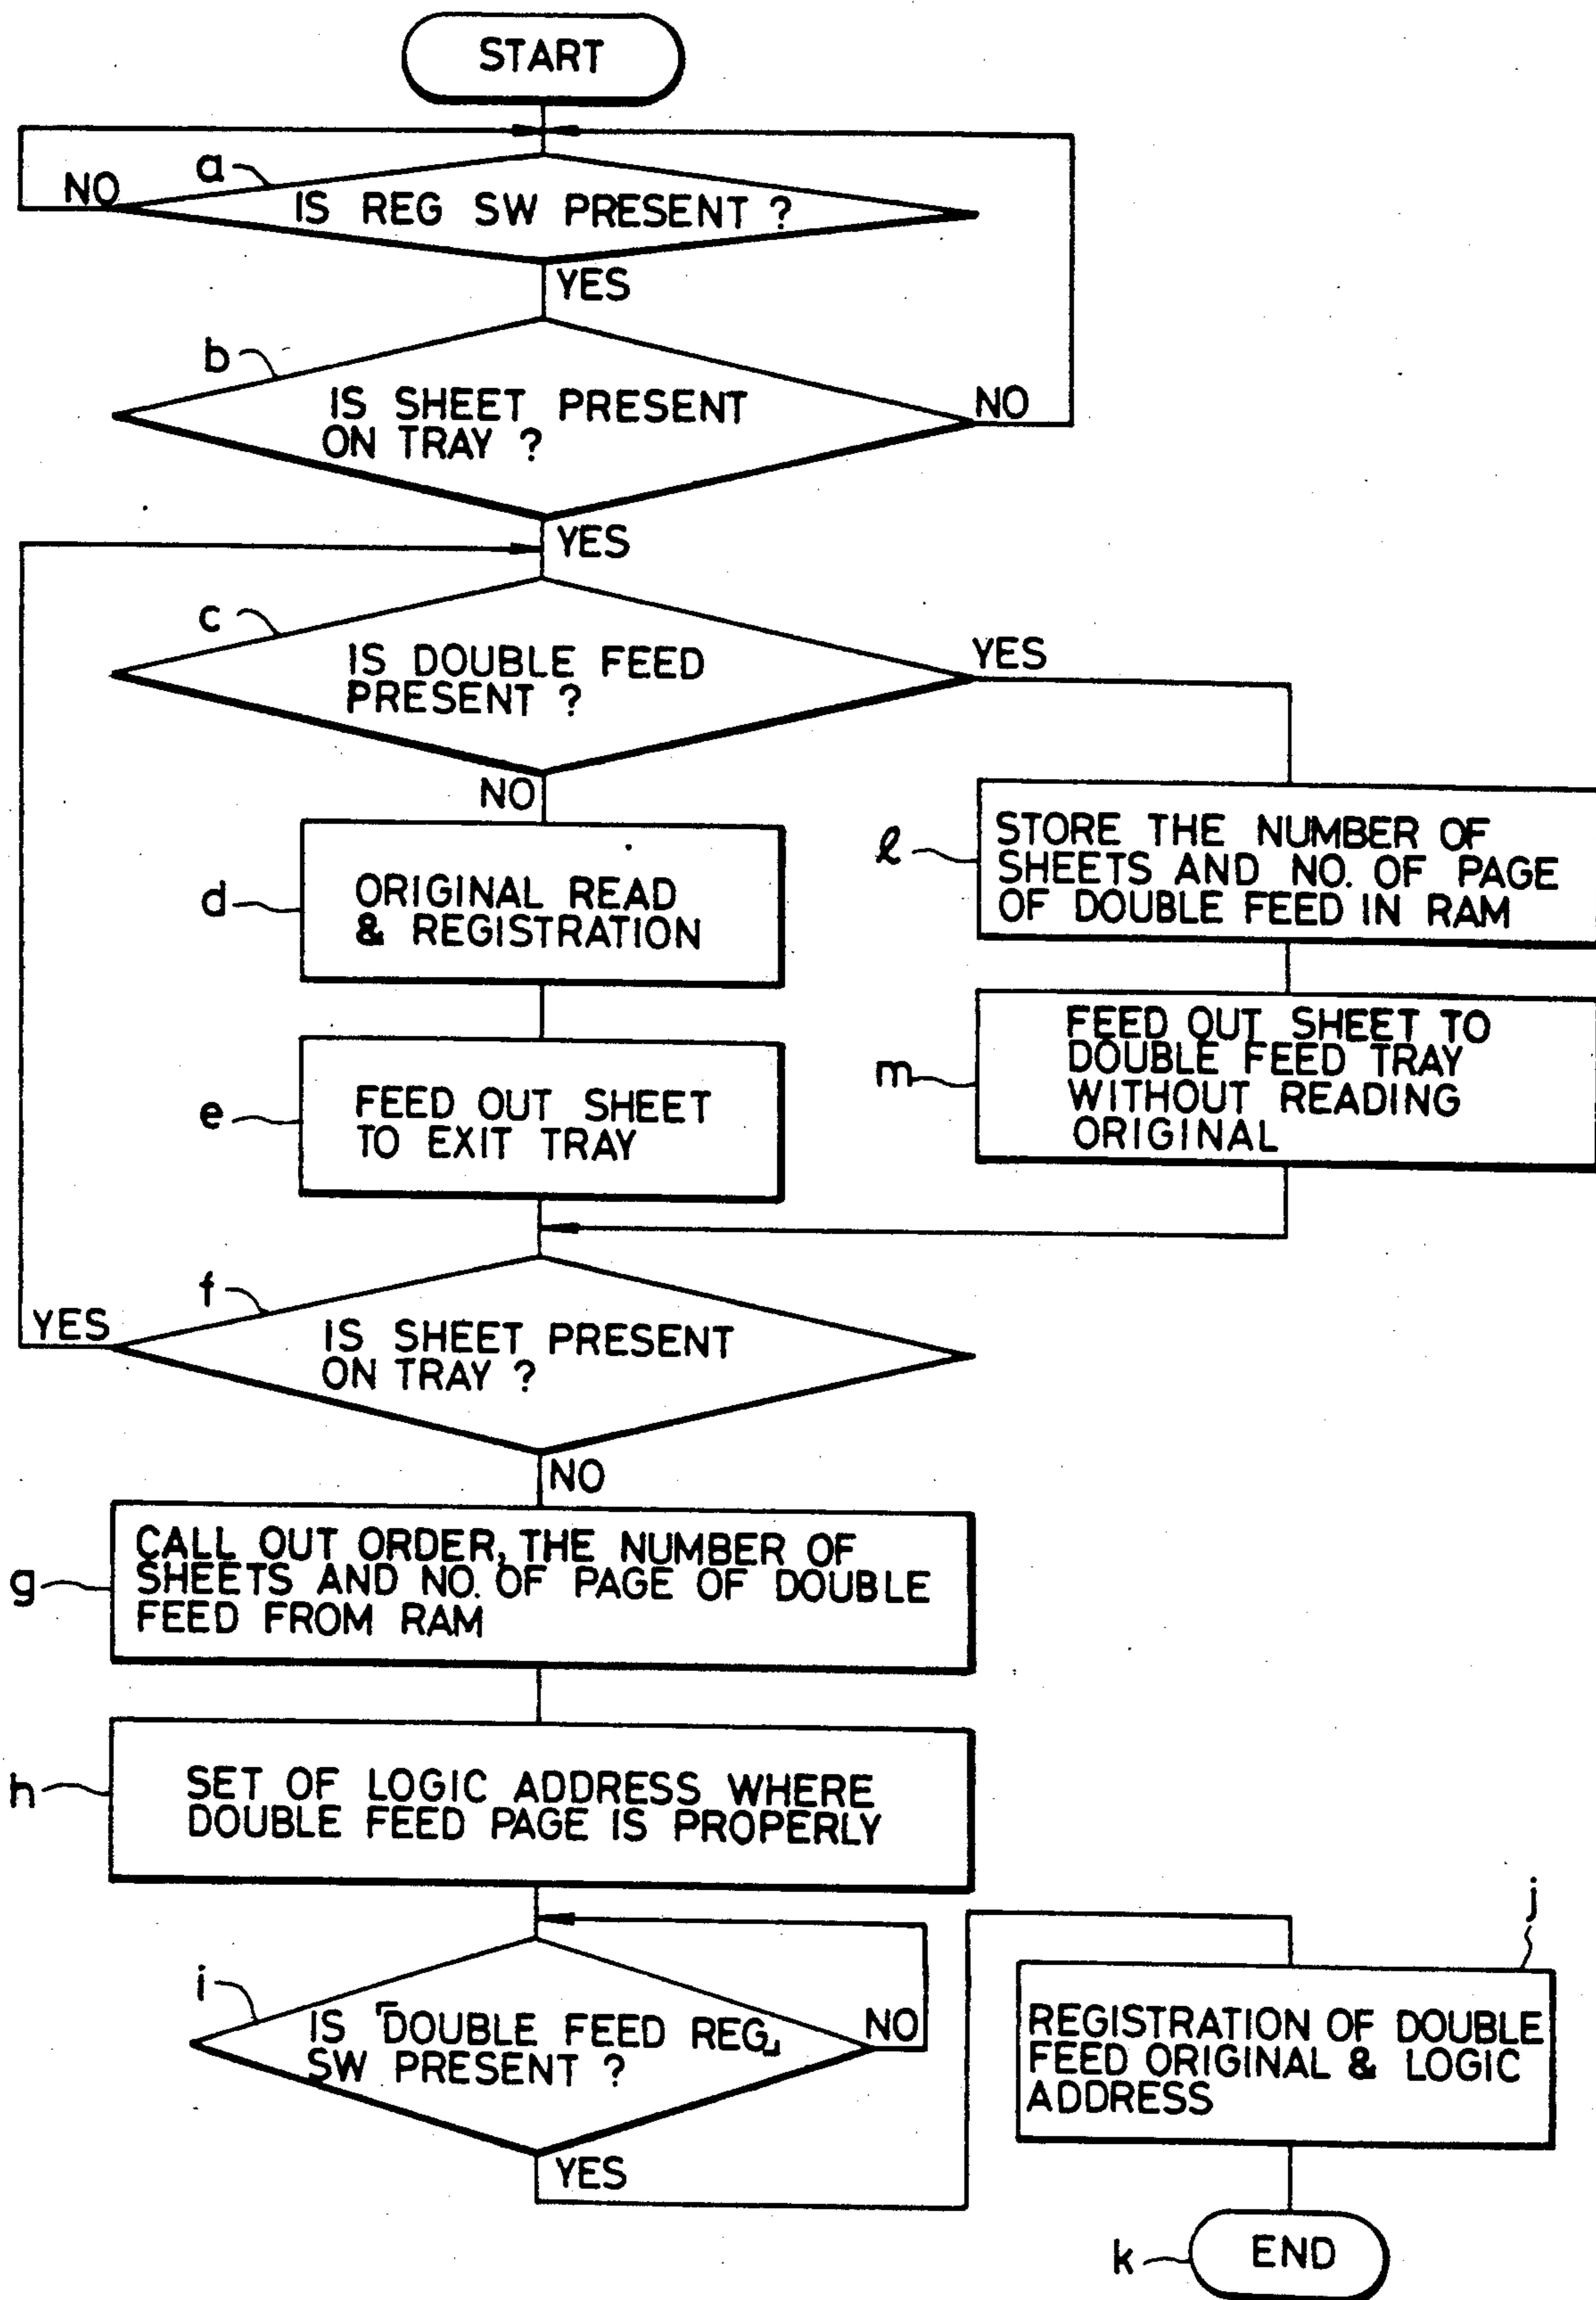 START
a
NO
IS REG SW PRESENT ?
YES
b
IS SHEET PRESENT
ON TRAY ?
NO
YES
c
IS DOUBLE FEED
PRESENT ?
YES
NO
d
ORIGINAL READ
& REGISTRATION
l
STORE THE NUMBER OF
SHEETS AND NO. OF PAGE
OF DOUBLE FEED IN RAM
e
FEED OUT SHEET
TO EXIT TRAY
m
FEED OUT SHEET TO
DOUBLE FEED TRAY
WITHOUT READING
ORIGINAL
f
YES
IS SHEET PRESENT
ON TRAY ?
NO
g
CALL OUT ORDER, THE NUMBER OF
SHEETS AND NO. OF PAGE OF DOUBLE
FEED FROM RAM
h
SET OF LOGIC ADDRESS WHERE
DOUBLE FEED PAGE IS PROPERLY
i
IS 「DOUBLE FEED REG」
SW PRESENT ?
NO
YES
j
REGISTRATION OF DOUBLE
FEED ORIGINAL & LOGIC
ADDRESS
k
END